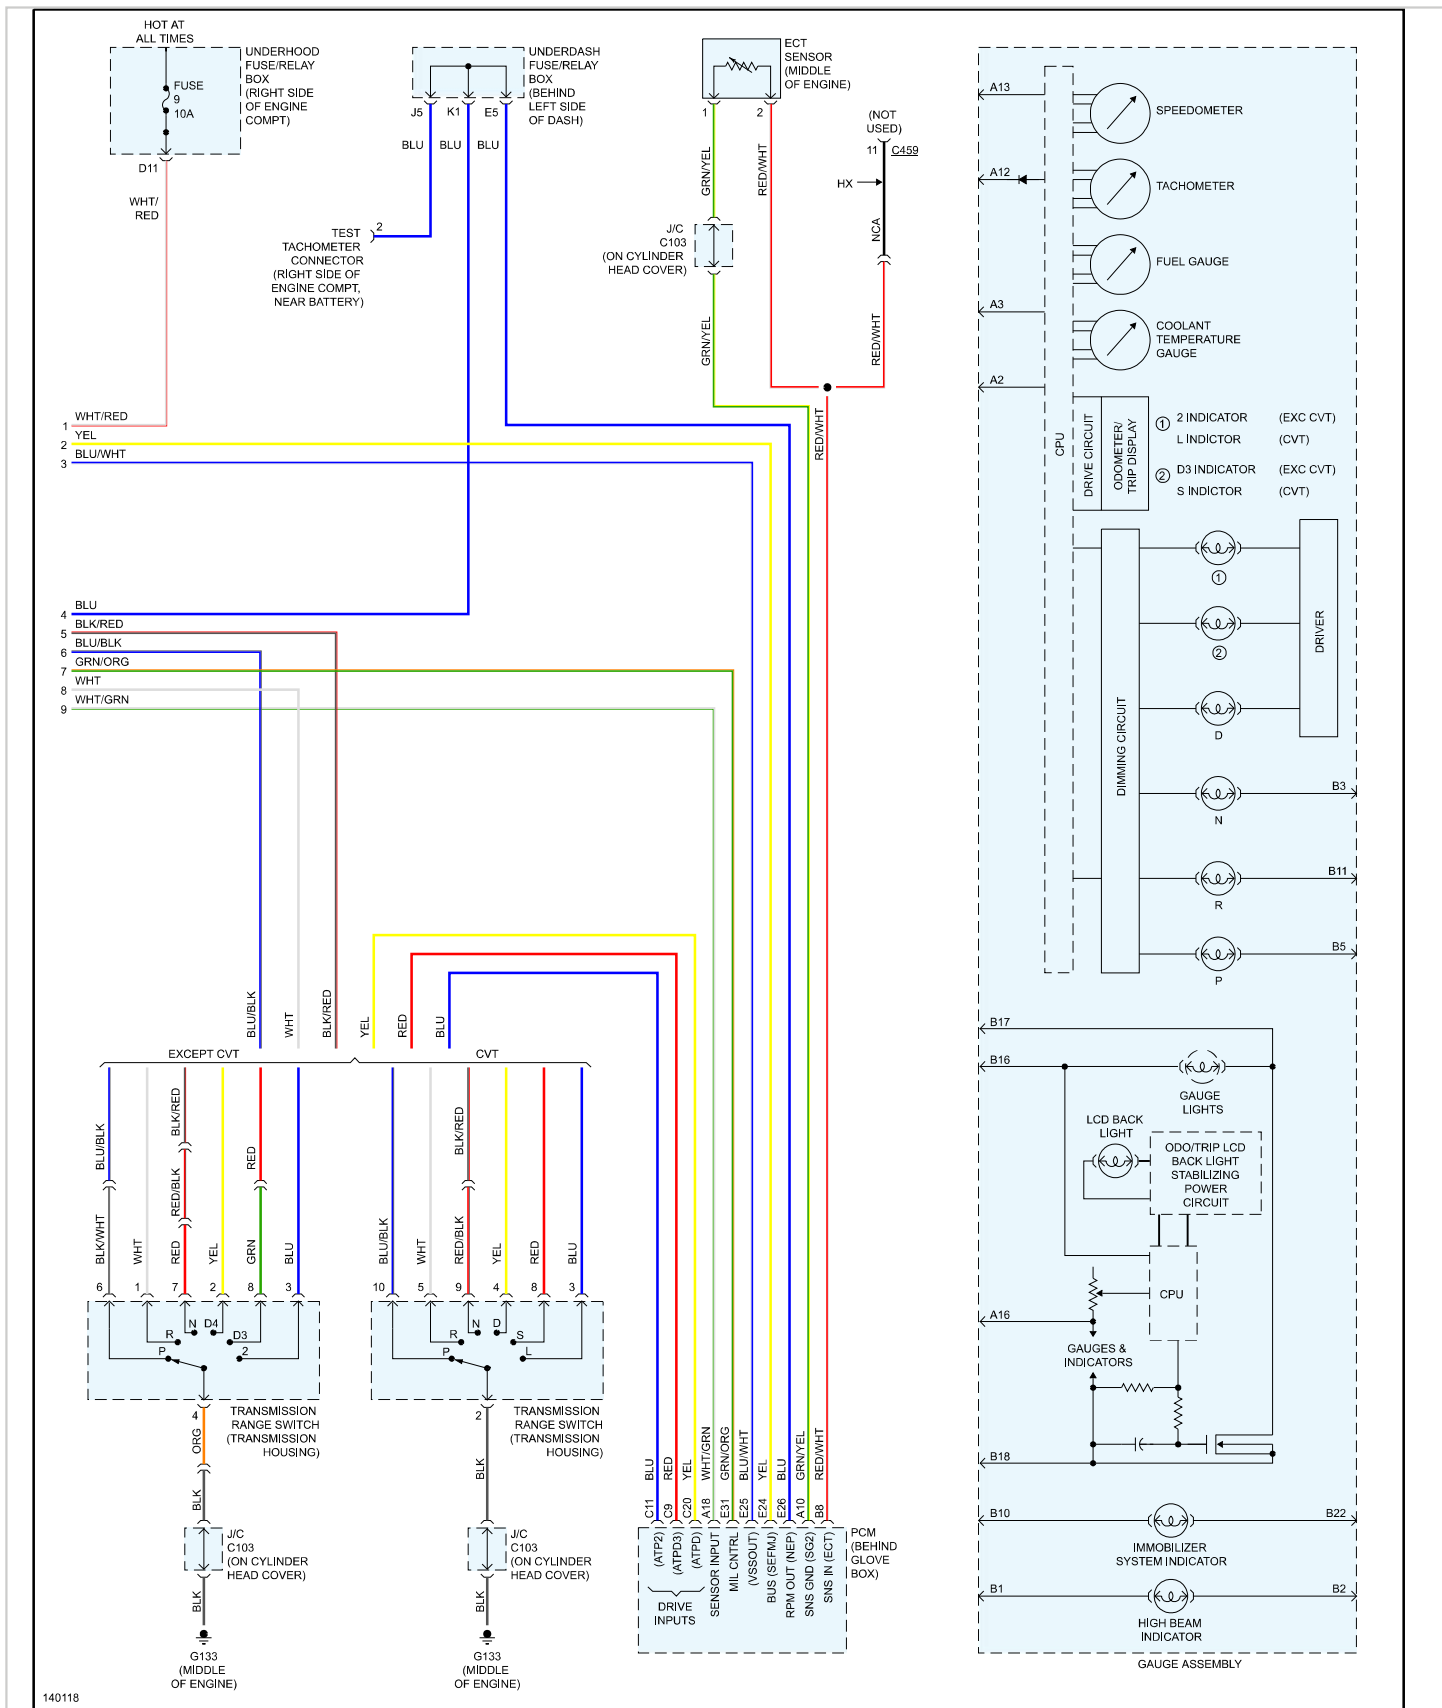 HOT AT
ALL TIMES
UNDERHOOD
FUSE/RELAY
BOX
(RIGHT SIDE
OF ENGINE
COMPT)
FUSE
9
10A
D11
WHT/
RED
UNDERDASH
FUSE/RELAY
BOX
(BEHIND
LEFT SIDE
OF DASH)
J5
K1
E5
BLU
BLU
BLU
TEST
TACHOMETER
CONNECTOR
(RIGHT SIDE OF
ENGINE COMPT,
NEAR BATTERY)
2
ECT
SENSOR
(MIDDLE
OF ENGINE)
1
2
GRN/YEL
RED/WHT
J/C
C103
(ON CYLINDER
HEAD COVER)
GRN/YEL
(NOT
USED)
11
C459
HX
NCA
RED/WHT
RED/WHT
1
WHT/RED
2
YEL
3
BLU/WHT
4
BLU
5
BLK/RED
6
BLU/BLK
7
GRN/ORG
8
WHT
9
WHT/GRN
BLU/BLK
WHT
BLK/RED
YEL
RED
BLU
EXCEPT CVT
CVT
BLU/BLK
BLK/WHT
WHT
BLK/RED
RED/BLK
RED
YEL
RED
GRN
BLU
6
1
7
2
8
3
P
R
N
D4
D3
2
TRANSMISSION
RANGE SWITCH
(TRANSMISSION
HOUSING)
4
ORG
BLK
J/C
C103
(ON CYLINDER
HEAD COVER)
BLK
G133
(MIDDLE
OF ENGINE)
BLU/BLK
WHT
BLK/RED
RED/BLK
YEL
RED
BLU
10
5
9
4
8
3
P
R
N
D
S
L
TRANSMISSION
RANGE SWITCH
(TRANSMISSION
HOUSING)
2
BLK
J/C
C103
(ON CYLINDER
HEAD COVER)
BLK
G133
(MIDDLE
OF ENGINE)
BLU
RED
YEL
WHT/GRN
GRN/ORG
BLU/WHT
YEL
BLU
GRN/YEL
RED/WHT
C11
C9
C20
A18
E31
E25
E24
E26
A10
B8
(ATP2)
(ATPD3)
(ATPD)
SENSOR INPUT
MIL CNTRL
(VSSOUT)
BUS (SEFMJ)
RPM OUT (NEP)
SNS GND (SG2)
SNS IN (ECT)
DRIVE
INPUTS
PCM
(BEHIND
GLOVE
BOX)
A13
A12
A3
A2
SPEEDOMETER
TACHOMETER
FUEL GAUGE
COOLANT
TEMPERATURE
GAUGE
CPU
DRIVE CIRCUIT
ODOMETER/
TRIP DISPLAY
1
2 INDICATOR (EXC CVT)
L INDICTOR (CVT)
2
D3 INDICATOR (EXC CVT)
S INDICTOR (CVT)
DIMMING CIRCUIT
DRIVER
1
2
D
N
R
P
B3
B11
B5
B17
B16
GAUGE
LIGHTS
LCD BACK
LIGHT
ODO/TRIP LCD
BACK LIGHT
STABILIZING
POWER
CIRCUIT
CPU
A16
GAUGES &
INDICATORS
B18
B10
B22
IMMOBILIZER
SYSTEM INDICATOR
B1
B2
HIGH BEAM
INDICATOR
GAUGE ASSEMBLY
140118